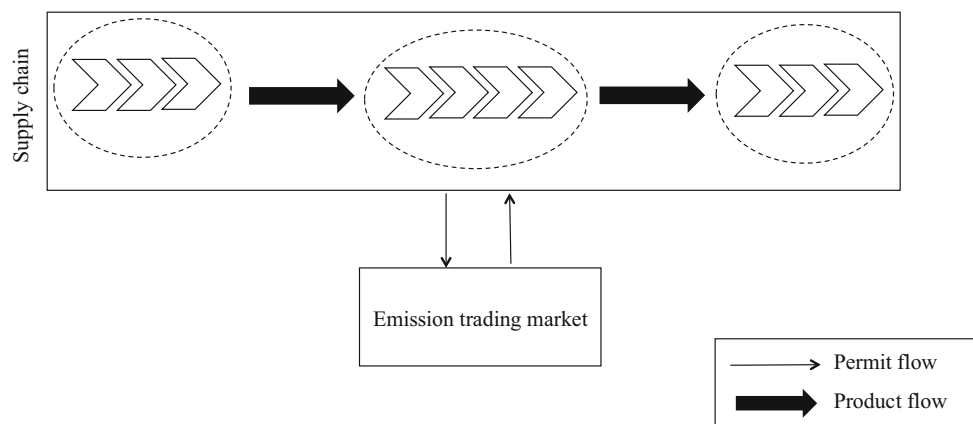 Supply chain
Emission trading market
Permit flow
Product flow